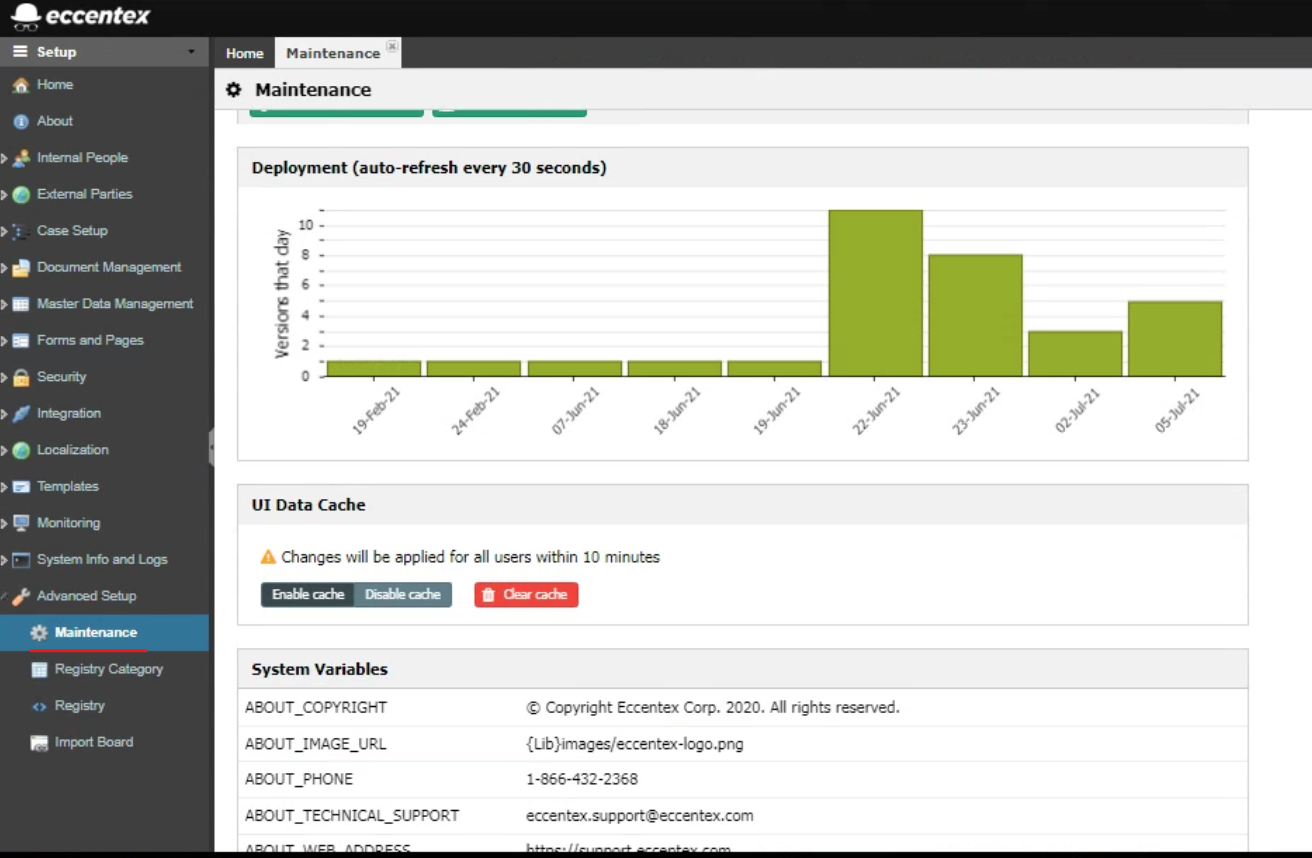 eccentex
Setup
Home
About
Internal People
External Parties
Case Setup
Document Management
Master Data Management
Forms and Pages
Security
Integration
Localization
Templates
Monitoring
System Info and Logs
Advanced Setup
Maintenance
Registry Category
Registry
Import Board
Home Maintenance
Maintenance
Deployment (auto-refresh every 30 seconds)
Versions that day
10
8
6
4
2
0
19-Feb-21 24-Feb-21 07-Jun-21 18-Jun-21 19-Jun-21 22-Jun-21 23-Jun-21 02-Jul-21 05-Jul-21
UI Data Cache
Changes will be applied for all users within 10 minutes
Enable cache Disable cache Clear cache
System Variables
ABOUT_COPYRIGHT © Copyright Eccentex Corp. 2020. All rights reserved.
ABOUT_IMAGE_URL {Lib}images/eccentex-logo.png
ABOUT_PHONE 1-866-432-2368
ABOUT_TECHNICAL_SUPPORT eccentex.support@eccentex.com
ABOUT_WEB_ADDRESS https://support.eccentex.com